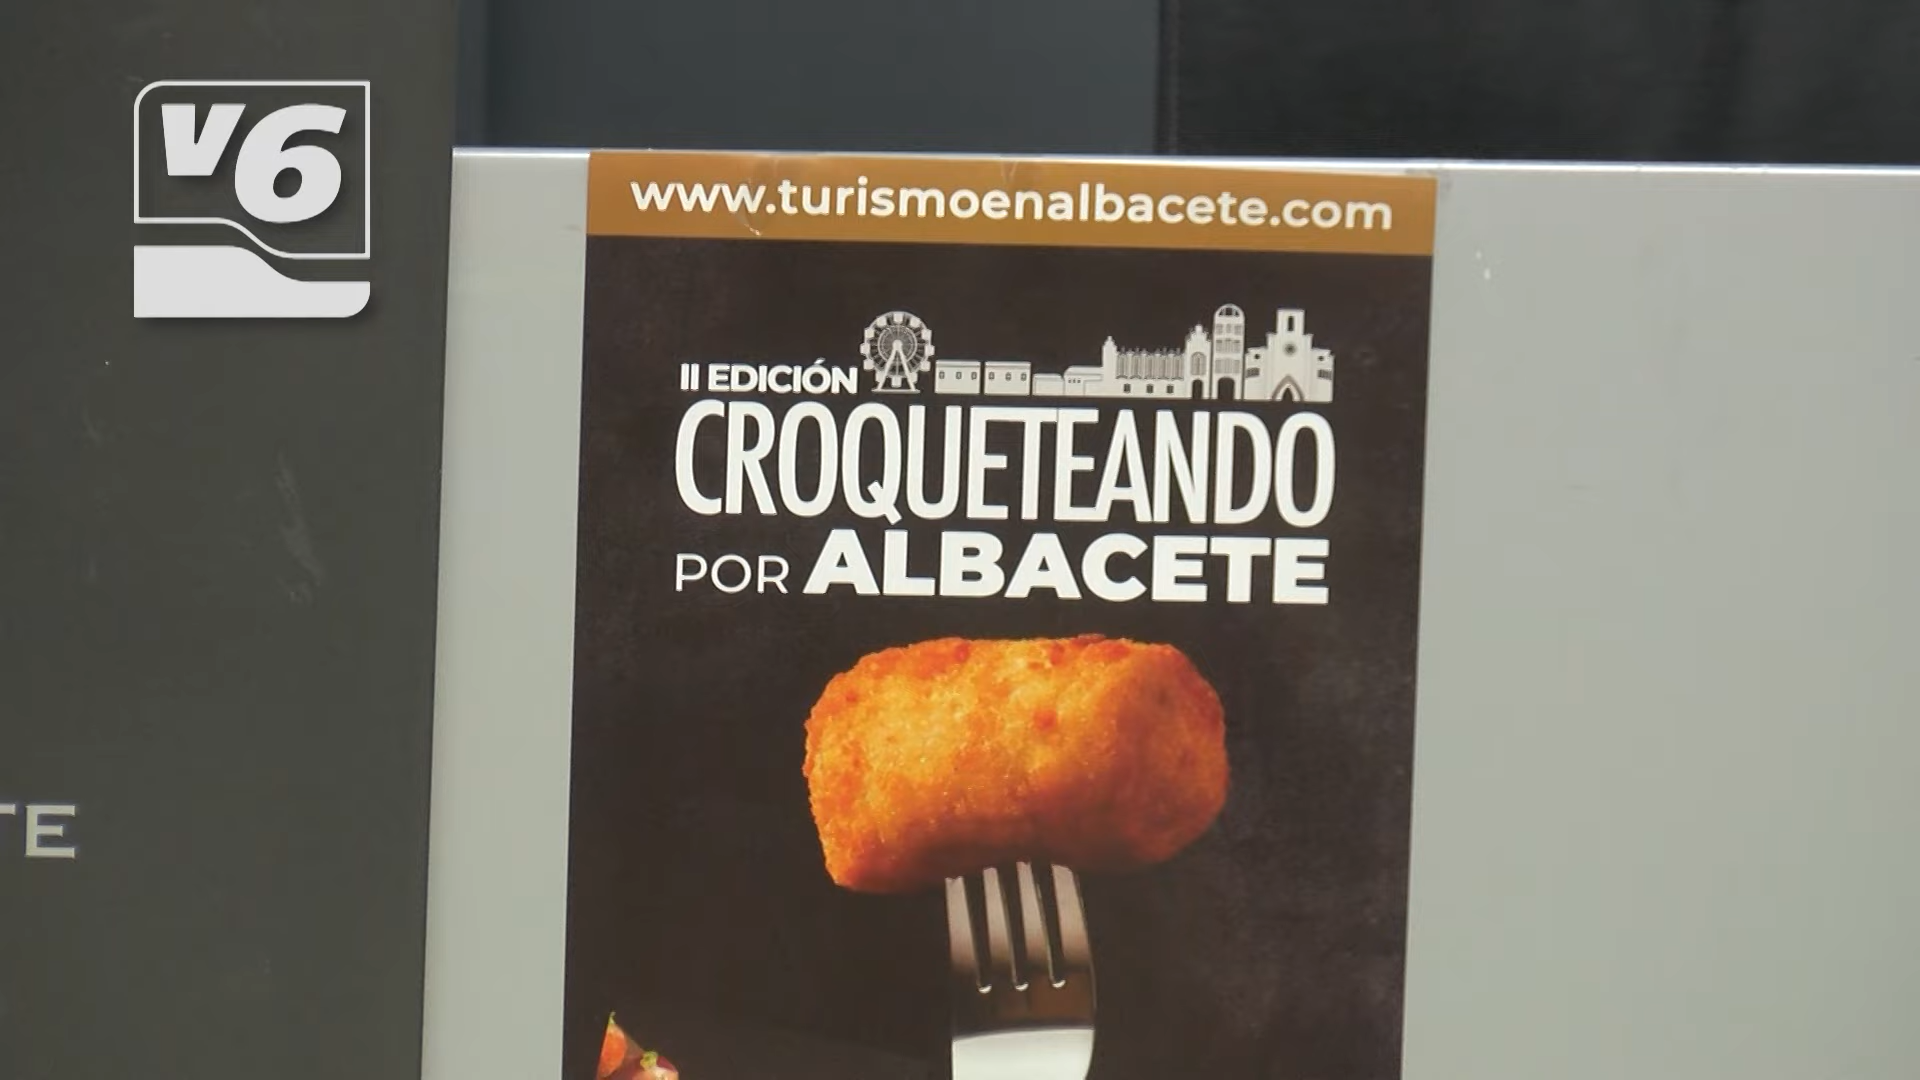 V6
www.turismoenalbacete.com
II EDICIÓN
CROQUETEANDO
POR ALBACETE
TE